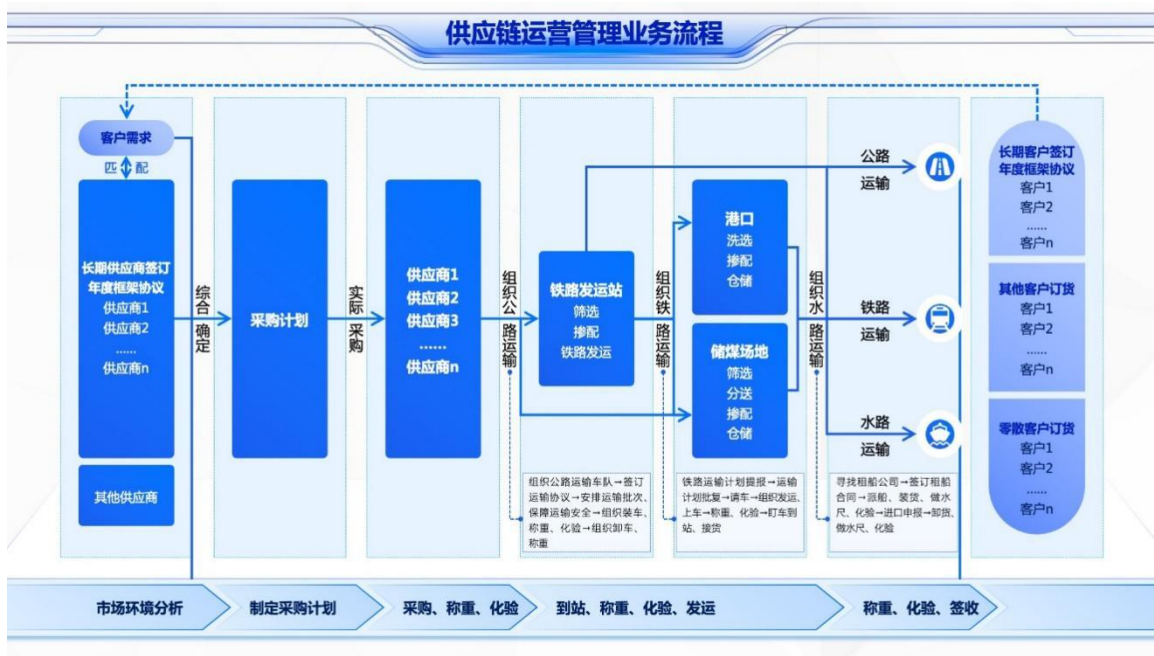 供应链运营管理业务流程
客户需求
匹 配
长期供应商签订
年度框架协议
供应商1
供应商2
......
供应商n
其他供应商
综合
确定
采购计划
实际
采购
供应商1
供应商2
供应商3
......
供应商n
组织公
路运输
铁路发运站
筛选
掺配
铁路发运
组织铁
路运输
港口
洗选
掺配
仓储
储煤场地
筛选
分送
掺配
仓储
组织水
路运输
公路
运输
铁路
运输
水路
运输
长期客户签订
年度框架协议
客户1
客户2
......
客户n
其他客户订货
客户1
客户2
......
客户n
零散客户订货
客户1
客户2
......
客户n
组织公路运输车队→签订
运输协议→安排运输批次、
保障运输安全→组织装车、
称重、化验→组织卸车、
称重
铁路运输计划提报→运输
计划批复→请车→组织发运、
上车→称重、化验→盯车到
站、接货
寻找租船公司→签订租船
合同→派船、装货、做水
尺、化验→进口申报→卸货、
做水尺、化验
市场环境分析
制定采购计划
采购、称重、化验
到站、称重、化验、发运
称重、化验、签收